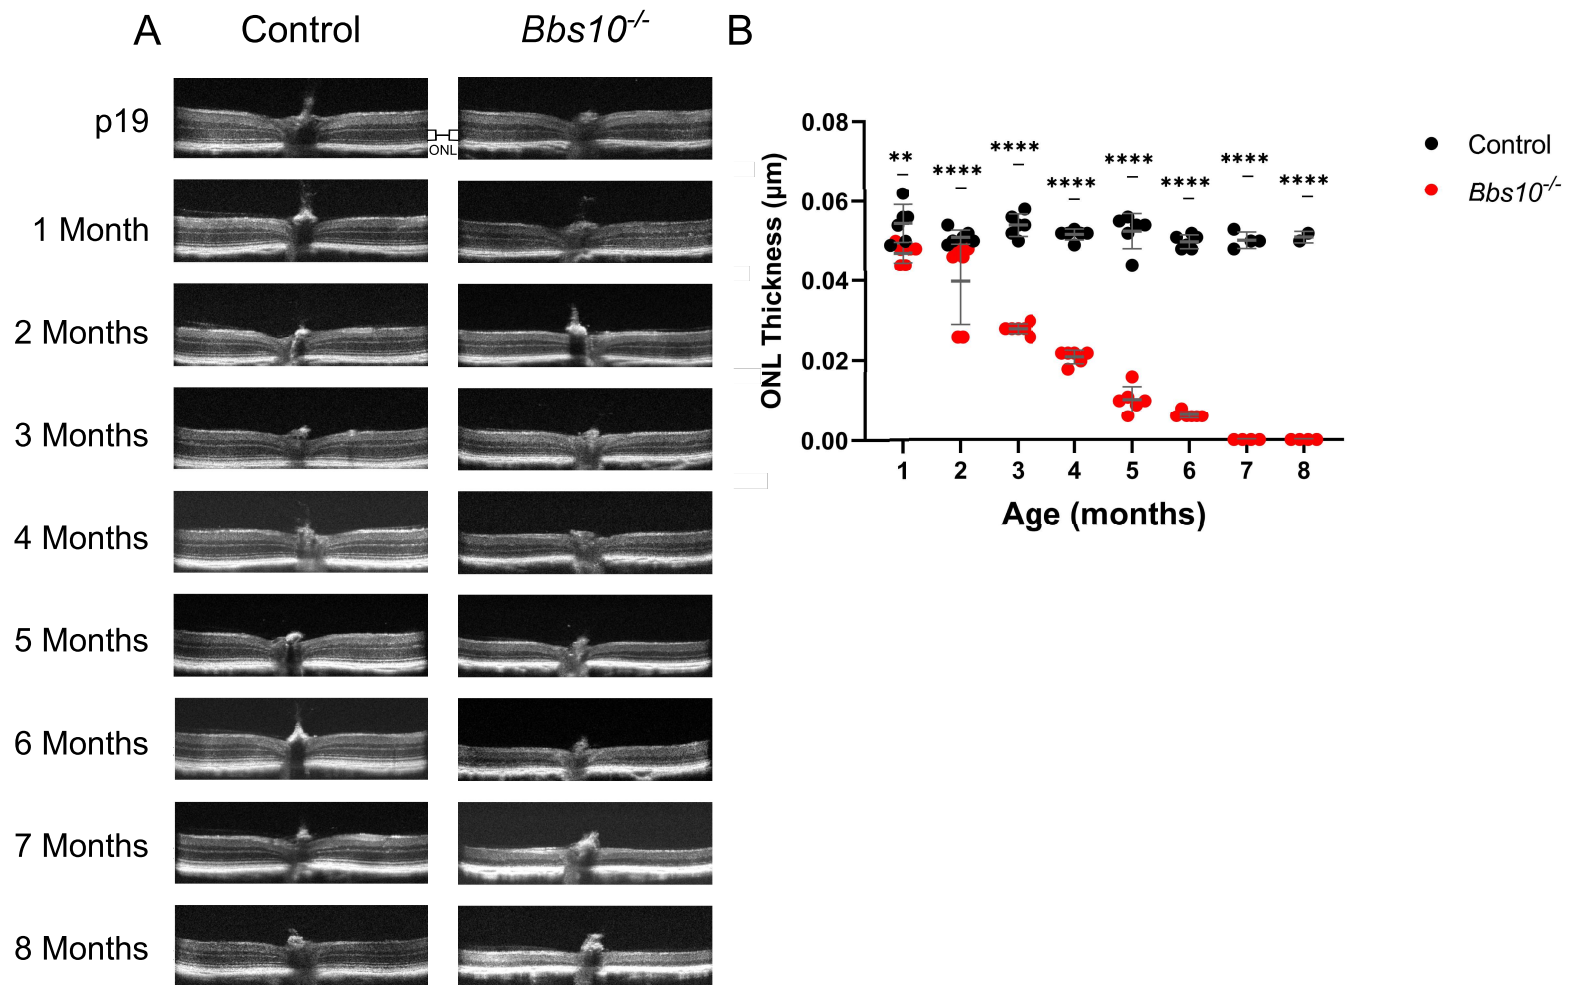 A Control Bbs10-/- B
p19
ONL
1 Month
2 Months
3 Months
4 Months
5 Months
6 Months
7 Months
8 Months
ONL Thickness (µm)
0.08
0.06
0.04
0.02
0.00
** **** **** **** **** **** **** ****
1 2 3 4 5 6 7 8
Age (months)
Control
Bbs10-/-